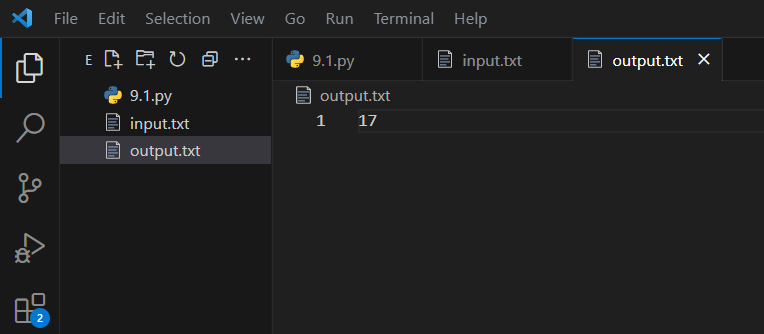 File Edit Selection View Go Run Terminal Help
E
9.1.py input.txt output.txt
9.1.py
input.txt
output.txt
output.txt
1 17
2